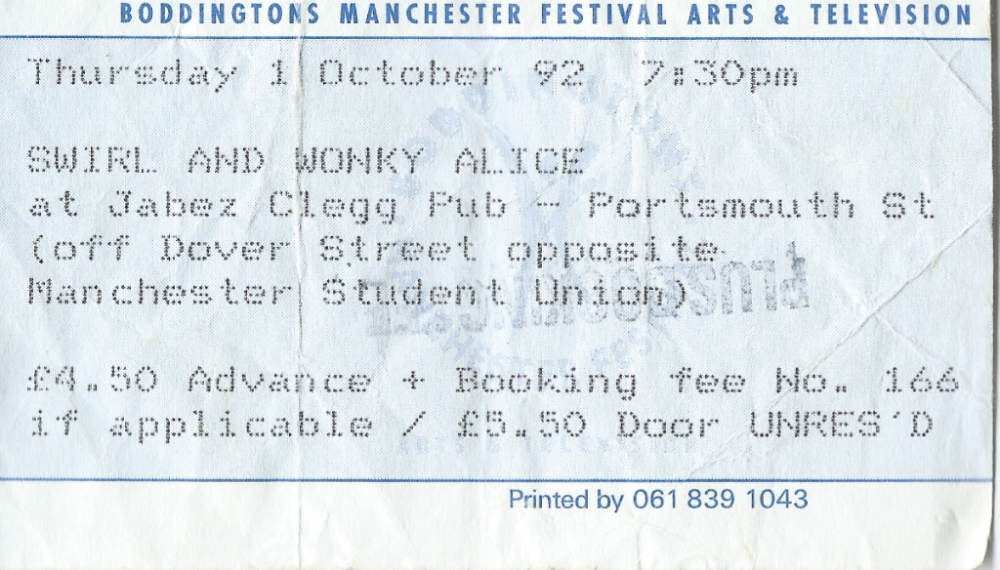 BODDINGTONS MANCHESTER FESTIVAL ARTS & TELEVISION
Thursday 1 October 92 7:30pm
SWIRL AND WONKY ALICE
at Jabez Clegg Pub - Portsmouth St
(off Dover Street opposite
Manchester Student Union)
£4.50 Advance + Booking fee No. 166
if applicable / £5.50 Door UNRES'D
ARTS & TELEVISION
Printed by 061 839 1043